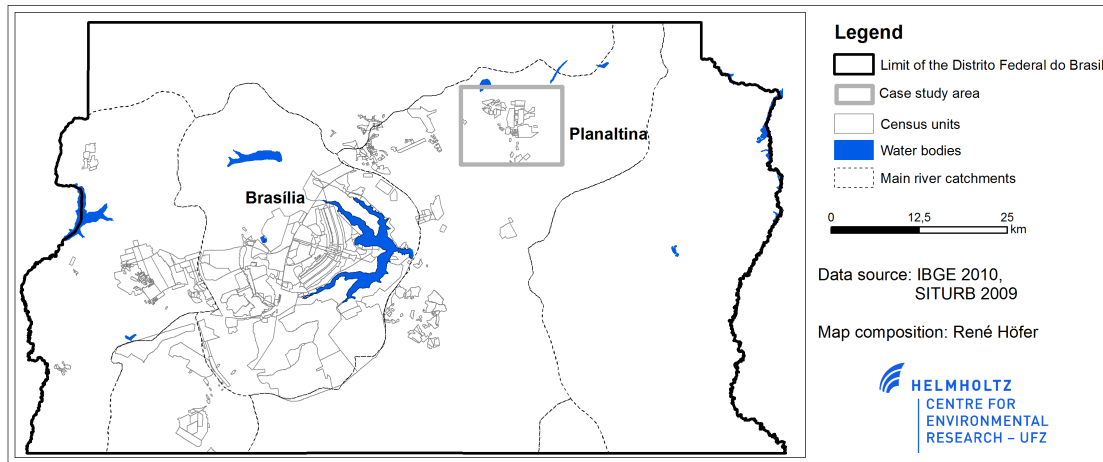 Planaltina
Brasília
Legend
Limit of the Distrito Federal do Brasil
Case study area
Census units
Water bodies
Main river catchments
0 12,5 25
km
Data source: IBGE 2010,
SITURB 2009
Map composition: René Höfer
HELMHOLTZ
CENTRE FOR
ENVIRONMENTAL
RESEARCH – UFZ